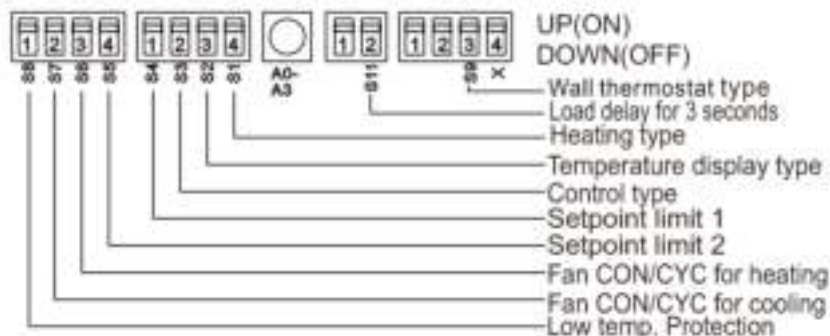 1 2 3 4 1 2 3 4 1 2 1 2 3 4 UP(ON)
S8 S7 S6 S5 S4 S3 S2 S1 A0- S11 S9 X DOWN(OFF)
A3
Wall thermostat type
Load delay for 3 seconds
Heating type
Temperature display type
Control type
Setpoint limit 1
Setpoint limit 2
Fan CON/CYC for heating
Fan CON/CYC for cooling
Low temp. Protection